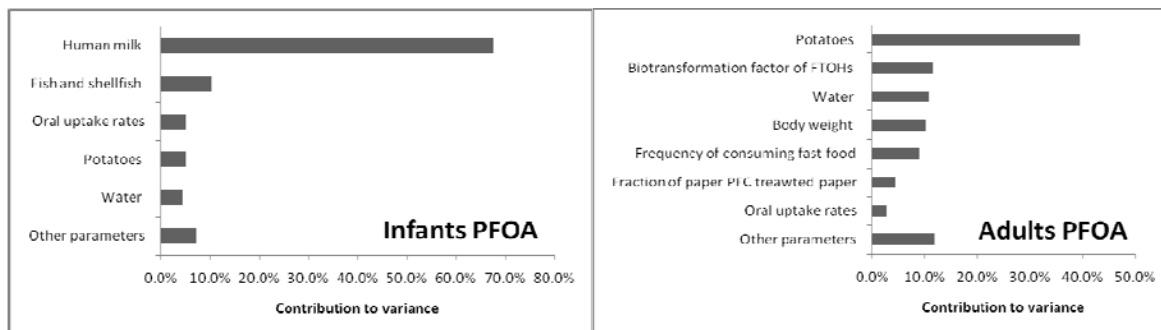 Human milk
Fish and shellfish
Oral uptake rates
Potatoes
Water
Other parameters
Infants PFOA
0.0% 10.0% 20.0% 30.0% 40.0% 50.0% 60.0% 70.0% 80.0%
Contribution to variance
Potatoes
Biotransformation factor of FTOHs
Water
Body weight
Frequency of consuming fast food
Fraction of paper PFC treawted paper
Oral uptake rates
Other parameters
Adults PFOA
0.0% 10.0% 20.0% 30.0% 40.0% 50.0%
Contribution to variance